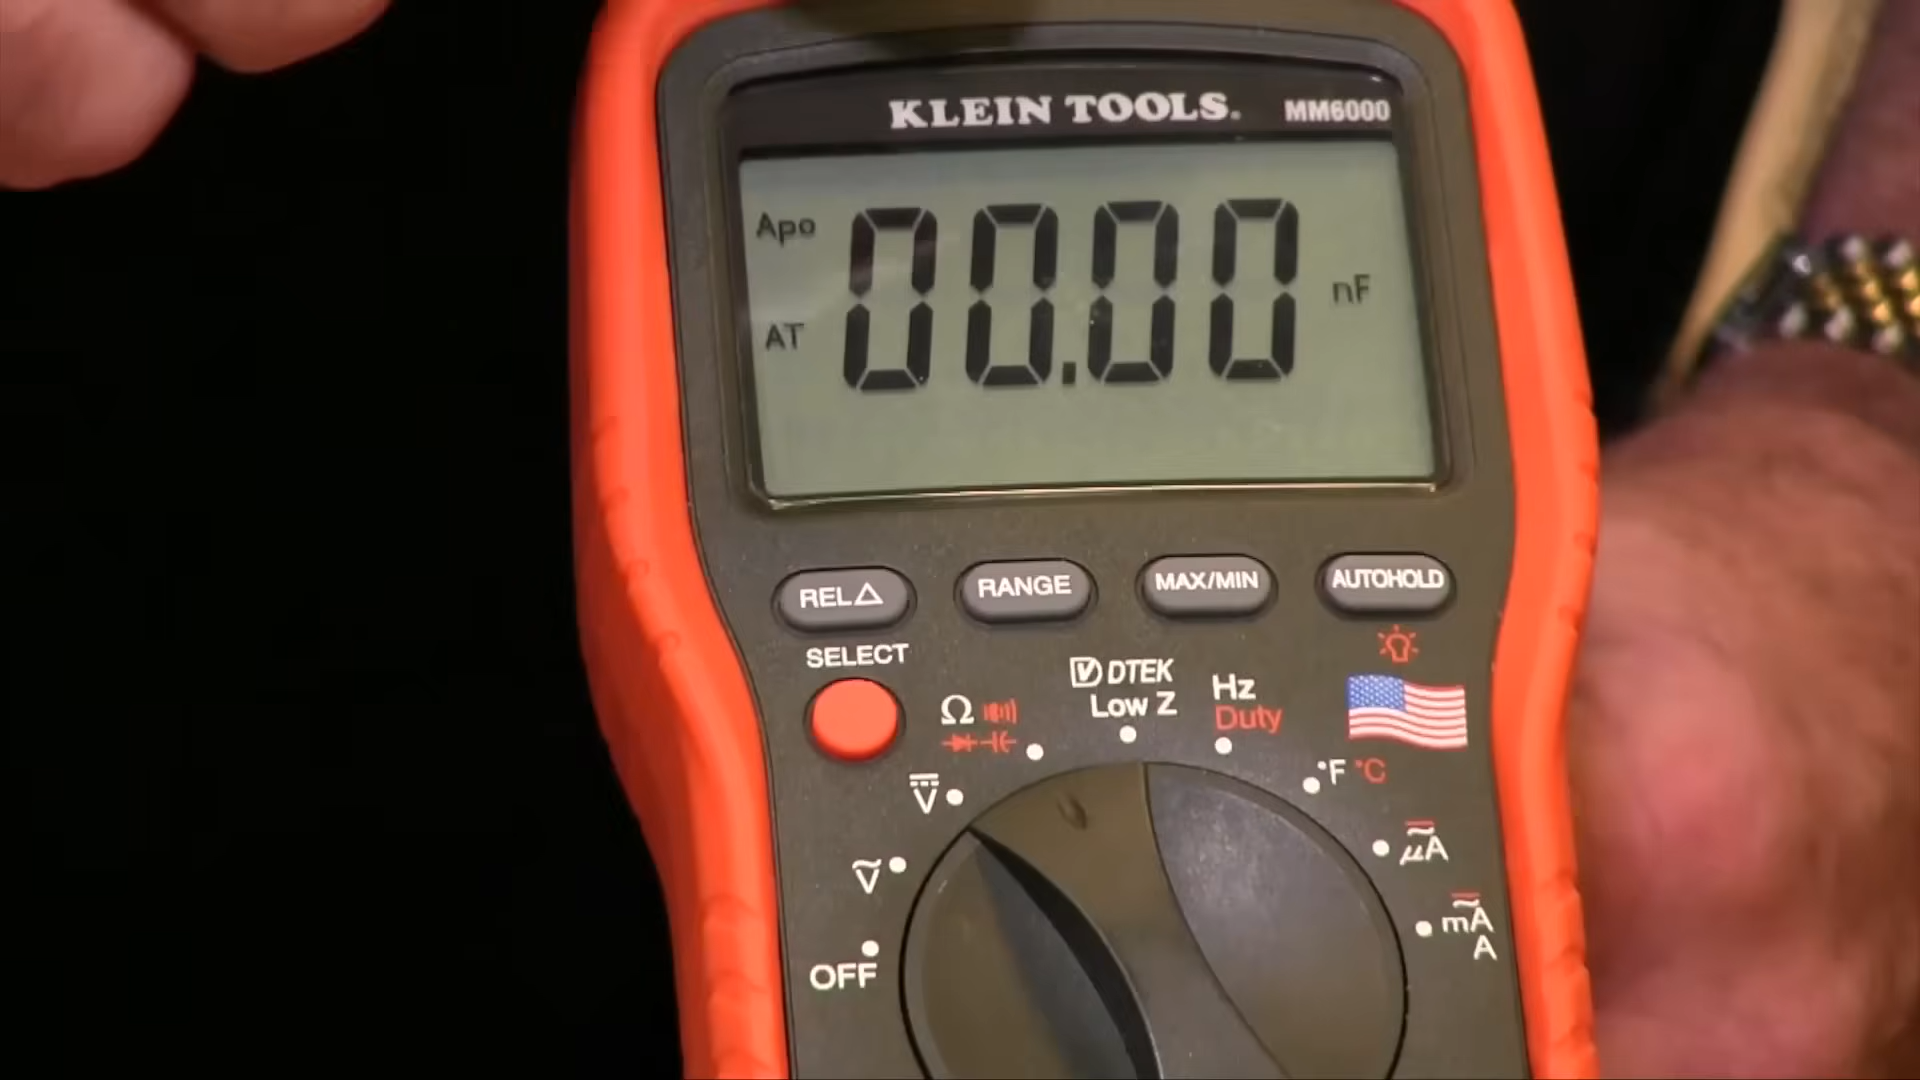 KLEIN TOOLS. MM6000
Apo
00.00 nF
AT
REL△ RANGE MAX/MIN AUTOHOLD
SELECT
Ω
V DTEK
Low Z
Hz
Duty
°F °C
V
V
μA
mA
A
OFF